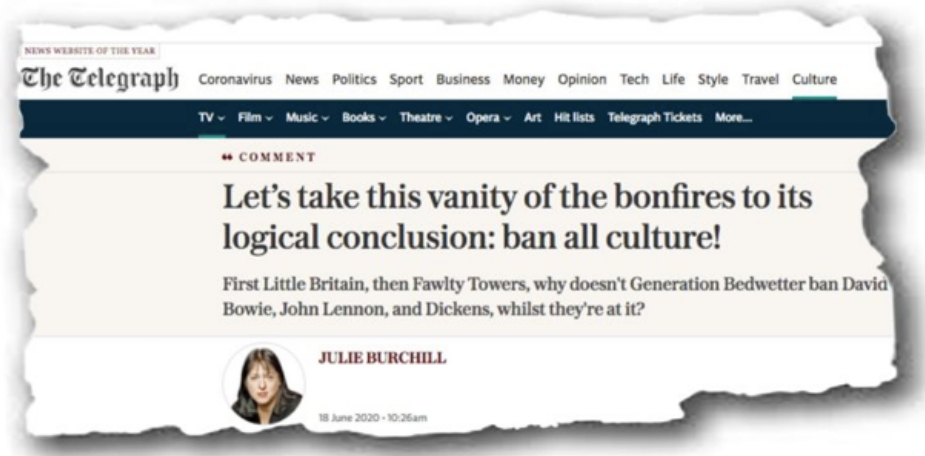 NEWS WEBSITE OF THE YEAR
The Telegraph Coronavirus News Politics Sport Business Money Opinion Tech Life Style Travel Culture
TV Film Music Books Theatre Opera Art Hit lists Telegraph Tickets More...
COMMENT
Let's take this vanity of the bonfires to its
logical conclusion: ban all culture!
First Little Britain, then Fawlty Towers, why doesn't Generation Bedwetter ban David
Bowie, John Lennon, and Dickens, whilst they're at it?
JULIE BURCHILL
18 June 2020 • 10:26am